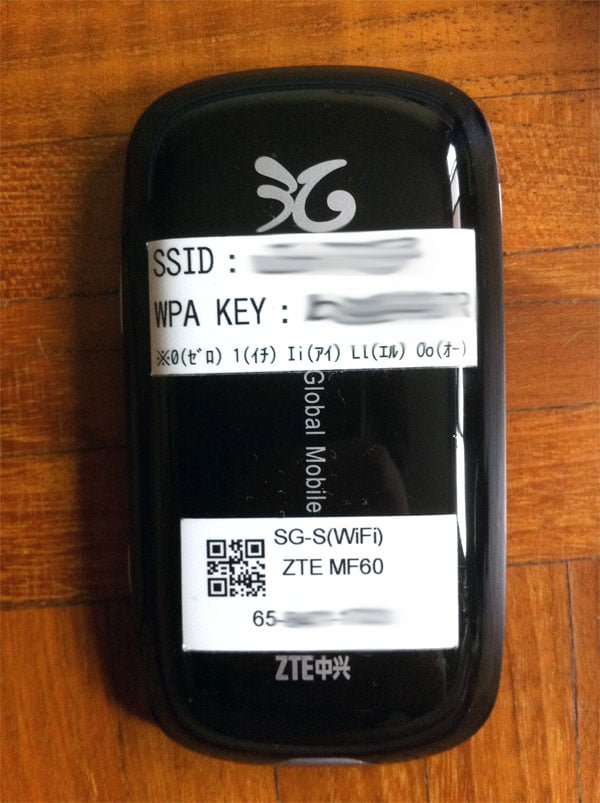 3G
SSID :
WPA KEY :
※0(ｾﾞﾛ) 1(ｲﾁ) Ii(ｱｲ) Ll(ｴﾙ) Oo(ｵｰ)
Global Mobile
SG-S(WiFi)
ZTE MF60
65-
ZTE中兴